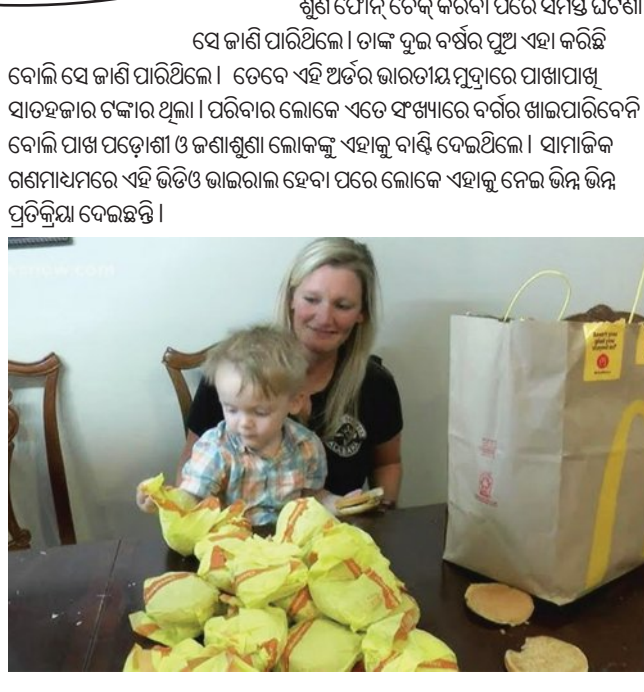 ଶୁଣି ଫୋନ୍ ଚେକ୍ କରିବା ପରେ ସମସ୍ତ ଘଟଣା
ସେ ଜାଣି ପାରିଥିଲେ । ତାଙ୍କ ଦୁଇ ବର୍ଷର ପୁଅ ଏହା କରିଛି
ବୋଲି ସେ ଜାଣି ପାରିଥିଲେ । ତେବେ ଏହି ଅର୍ଡର ଭାରତୀୟ ମୁଦ୍ରାରେ ପାଖାପାଖି
ସାତହଜାର ଟଙ୍କାର ଥିଲା । ପରିବାର ଲୋକେ ଏତେ ସଂଖ୍ୟାରେ ବର୍ଗର ଖାଇପାରିବେନି
ବୋଲି ପାଖ ପଡ଼ୋଶୀ ଓ ଜଣାଶୁଣା ଲୋକଙ୍କୁ ଏହାକୁ ବାଣ୍ଟି ଦେଇଥିଲେ । ସାମାଜିକ
ଗଣମାଧ୍ୟମରେ ଏହି ଭିଡିଓ ଭାଇରାଲ ହେବା ପରେ ଲୋକେ ଏହାକୁ ନେଇ ଭିନ୍ନ ଭିନ୍ନ
ପ୍ରତିକ୍ରିୟା ଦେଇଛନ୍ତି ।